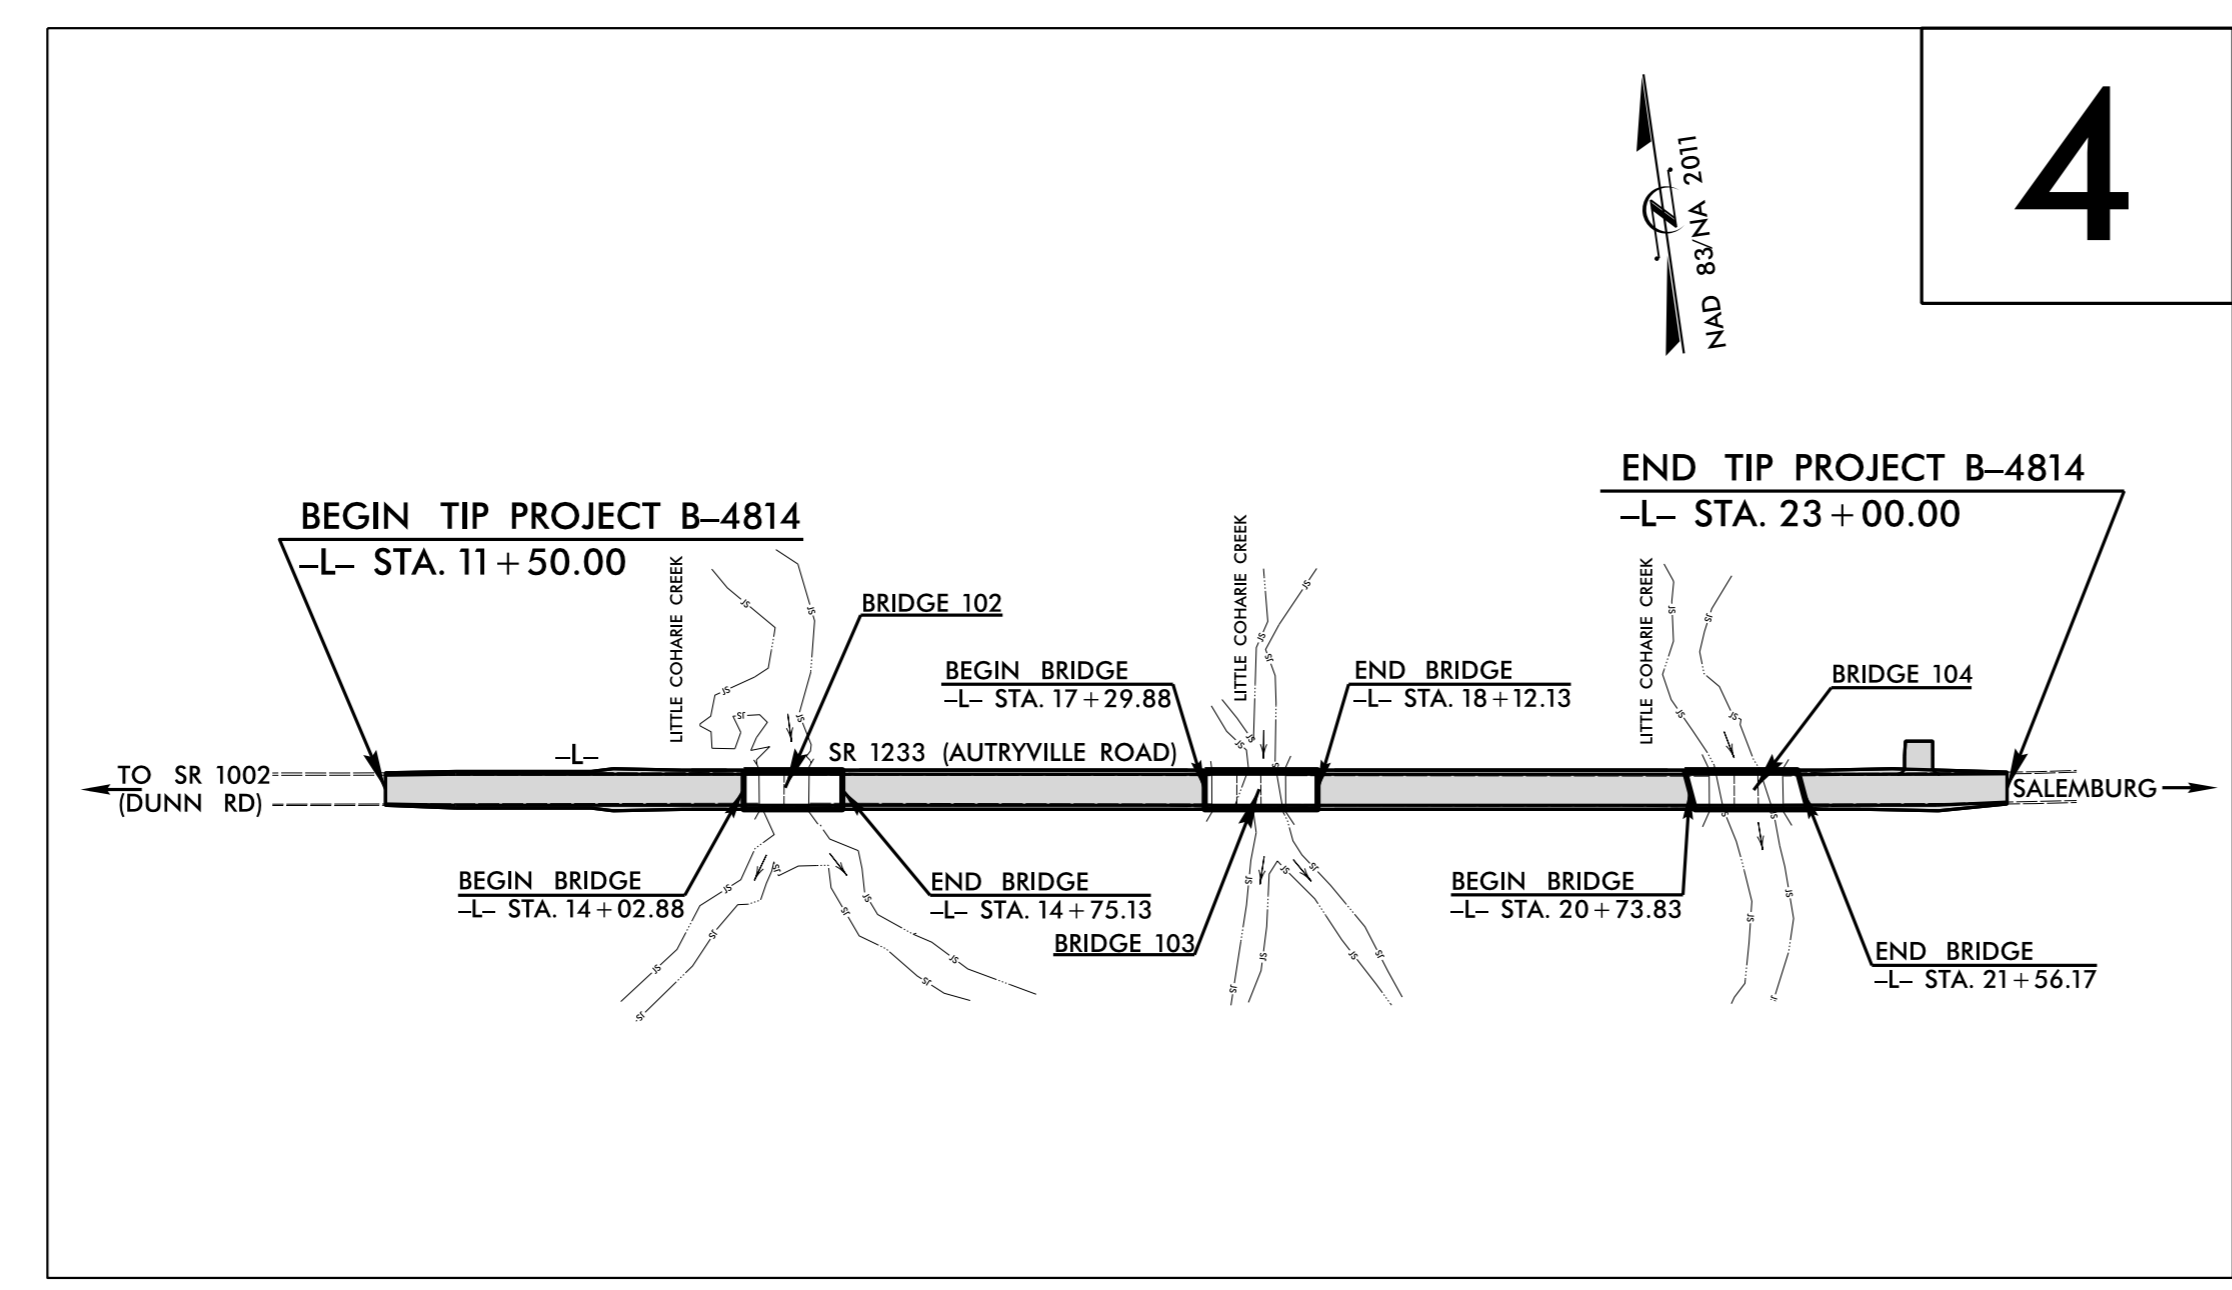 4
NAD 83/NA 2011
END TIP PROJECT B–4814
–L– STA. 23+00.00
BEGIN TIP PROJECT B–4814
–L– STA. 11+50.00
LITTLE COHARIE CREEK
LITTLE COHARIE CREEK
LITTLE COHARIE CREEK
BRIDGE 102
BEGIN BRIDGE
–L– STA. 17+29.88
END BRIDGE
–L– STA. 18+12.13
BRIDGE 104
–L–
SR 1233 (AUTRYVILLE ROAD)
TO SR 1002
(DUNN RD)
SALEMBURG
BEGIN BRIDGE
–L– STA. 14+02.88
END BRIDGE
–L– STA. 14+75.13
BRIDGE 103
BEGIN BRIDGE
–L– STA. 20+73.83
END BRIDGE
–L– STA. 21+56.17